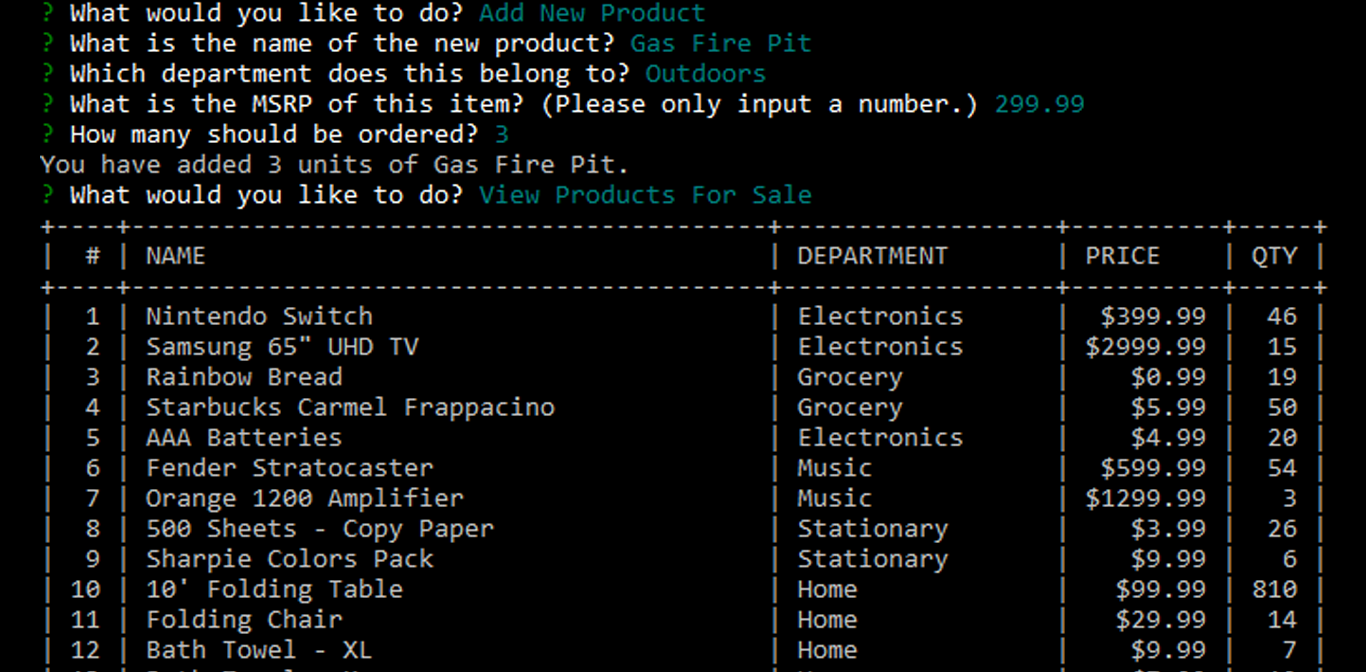 ? What would you like to do? Add New Product
? What is the name of the new product? Gas Fire Pit
? Which department does this belong to? Outdoors
? What is the MSRP of this item? (Please only input a number.) 299.99
? How many should be ordered? 3
You have added 3 units of Gas Fire Pit.
? What would you like to do? View Products For Sale
| # | NAME | DEPARTMENT | PRICE | QTY |
| 1 | Nintendo Switch | Electronics | $399.99 | 46 |
| 2 | Samsung 65" UHD TV | Electronics | $2999.99 | 15 |
| 3 | Rainbow Bread | Grocery | $0.99 | 19 |
| 4 | Starbucks Carmel Frappacino | Grocery | $5.99 | 50 |
| 5 | AAA Batteries | Electronics | $4.99 | 20 |
| 6 | Fender Stratocaster | Music | $599.99 | 54 |
| 7 | Orange 1200 Amplifier | Music | $1299.99 | 3 |
| 8 | 500 Sheets - Copy Paper | Stationary | $3.99 | 26 |
| 9 | Sharpie Colors Pack | Stationary | $9.99 | 6 |
| 10 | 10' Folding Table | Home | $99.99 | 810 |
| 11 | Folding Chair | Home | $29.99 | 14 |
| 12 | Bath Towel - XL | Home | $9.99 | 7 |